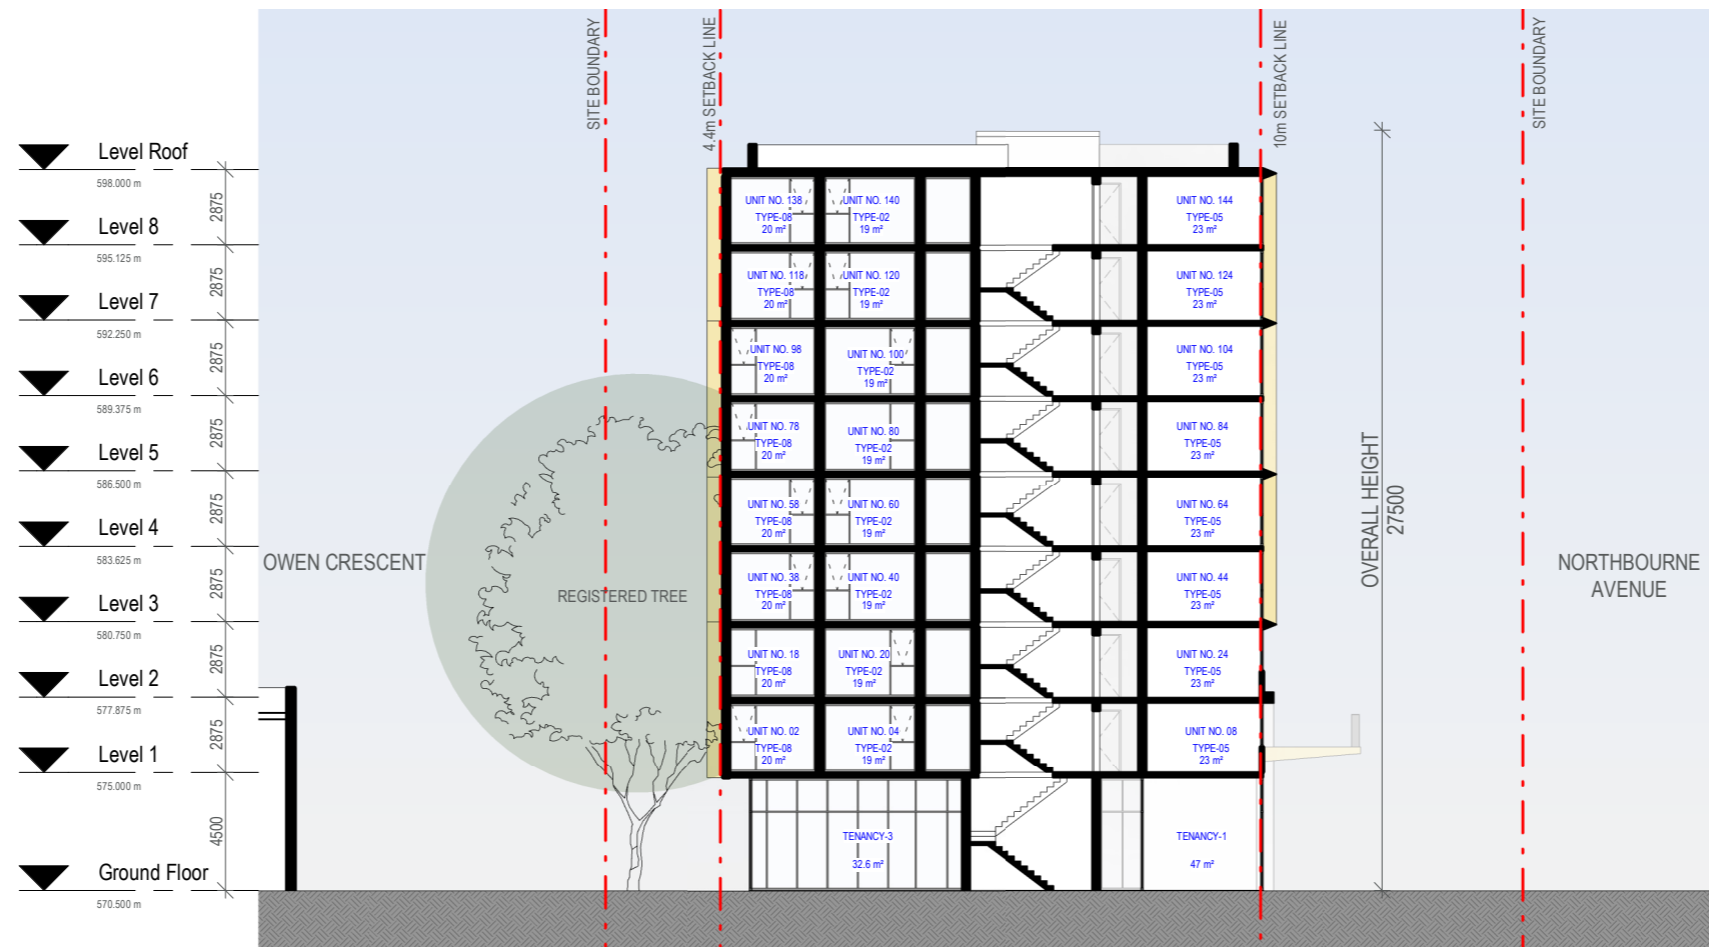 SITE BOUNDARY
4.4m SETBACK LINE
10m SETBACK LINE
SITE BOUNDARY
Level Roof
598.000 m
2875
Level 8
595.125 m
2875
Level 7
592.250 m
2875
Level 6
589.375 m
2875
Level 5
586.500 m
2875
Level 4
583.625 m
2875
Level 3
580.750 m
2875
Level 2
577.875 m
2875
Level 1
575.000 m
4500
Ground Floor
570.500 m
OWEN CRESCENT
REGISTERED TREE
UNIT NO. 138
TYPE-08
20 m²
UNIT NO. 140
TYPE-02
19 m²
UNIT NO. 144
TYPE-05
23 m²
UNIT NO. 118
TYPE-08
20 m²
UNIT NO. 120
TYPE-02
19 m²
UNIT NO. 124
TYPE-05
23 m²
UNIT NO. 98
TYPE-08
20 m²
UNIT NO. 100
TYPE-02
19 m²
UNIT NO. 104
TYPE-05
23 m²
UNIT NO. 78
TYPE-08
20 m²
UNIT NO. 80
TYPE-02
19 m²
UNIT NO. 84
TYPE-05
23 m²
UNIT NO. 58
TYPE-08
20 m²
UNIT NO. 60
TYPE-02
19 m²
UNIT NO. 64
TYPE-05
23 m²
UNIT NO. 38
TYPE-08
20 m²
UNIT NO. 40
TYPE-02
19 m²
UNIT NO. 44
TYPE-05
23 m²
UNIT NO. 18
TYPE-08
20 m²
UNIT NO. 20
TYPE-02
19 m²
UNIT NO. 24
TYPE-05
23 m²
UNIT NO. 02
TYPE-08
20 m²
UNIT NO. 04
TYPE-02
19 m²
UNIT NO. 08
TYPE-05
23 m²
TENANCY-3
32.6 m²
TENANCY-1
47 m²
OVERALL HEIGHT
27500
NORTHBOURNE
AVENUE